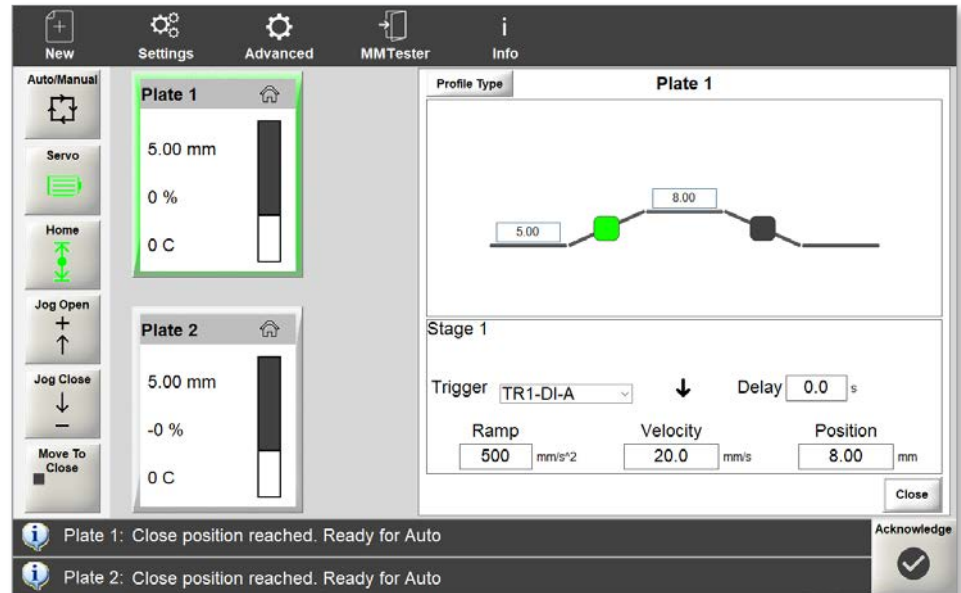 New Settings Advanced MMTester Info
Auto/Manual
Servo
Home
Jog Open
Jog Close
Move To
Close
Plate 1
5.00 mm
0 %
0 C
Plate 2
5.00 mm
-0 %
0 C
Profile Type Plate 1
8.00
5.00
Stage 1
Trigger TR1-DI-A Delay 0.0 s
Ramp Velocity Position
500 mm/s^2 20.0 mm/s 8.00 mm
Close
Plate 1: Close position reached. Ready for Auto
Plate 2: Close position reached. Ready for Auto
Acknowledge